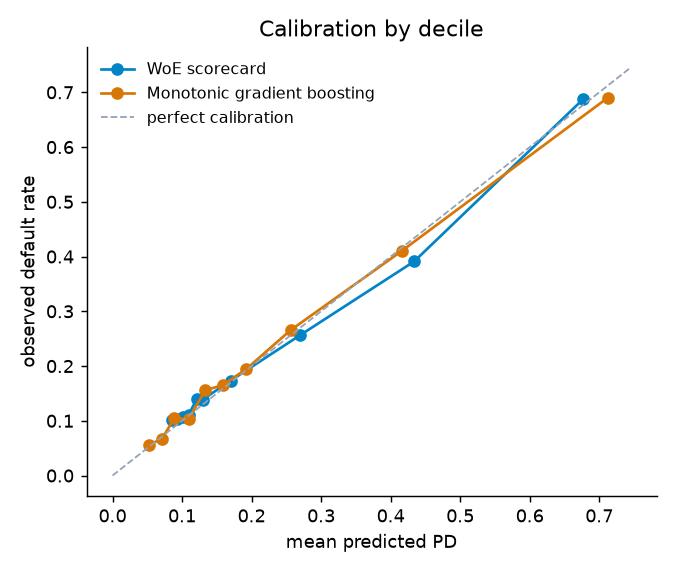 Calibration by decile
WoE scorecard
Monotonic gradient boosting
perfect calibration
observed default rate
0.7
0.6
0.5
0.4
0.3
0.2
0.1
0.0
0.0 0.1 0.2 0.3 0.4 0.5 0.6 0.7
mean predicted PD